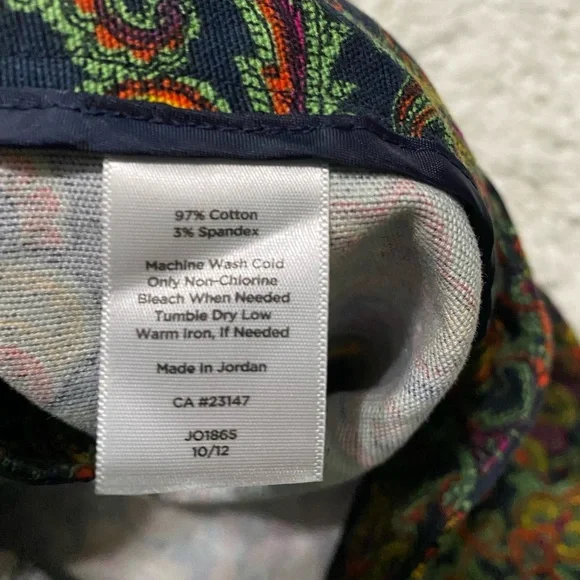 97% Cotton
3% Spandex
Machine Wash Cold
Only Non-Chlorine
Bleach When Needed
Tumble Dry Low
Warm Iron, If Needed
Made in Jordan
CA #23147
JO1865
10/12